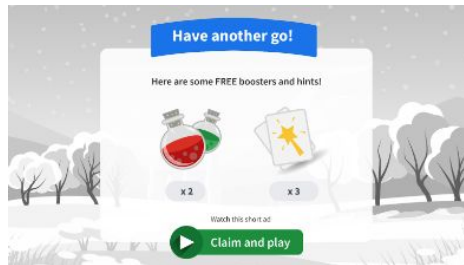 Have another go!
Here are some FREE boosters and hints!
x 2
x 3
Watch this short ad
Claim and play